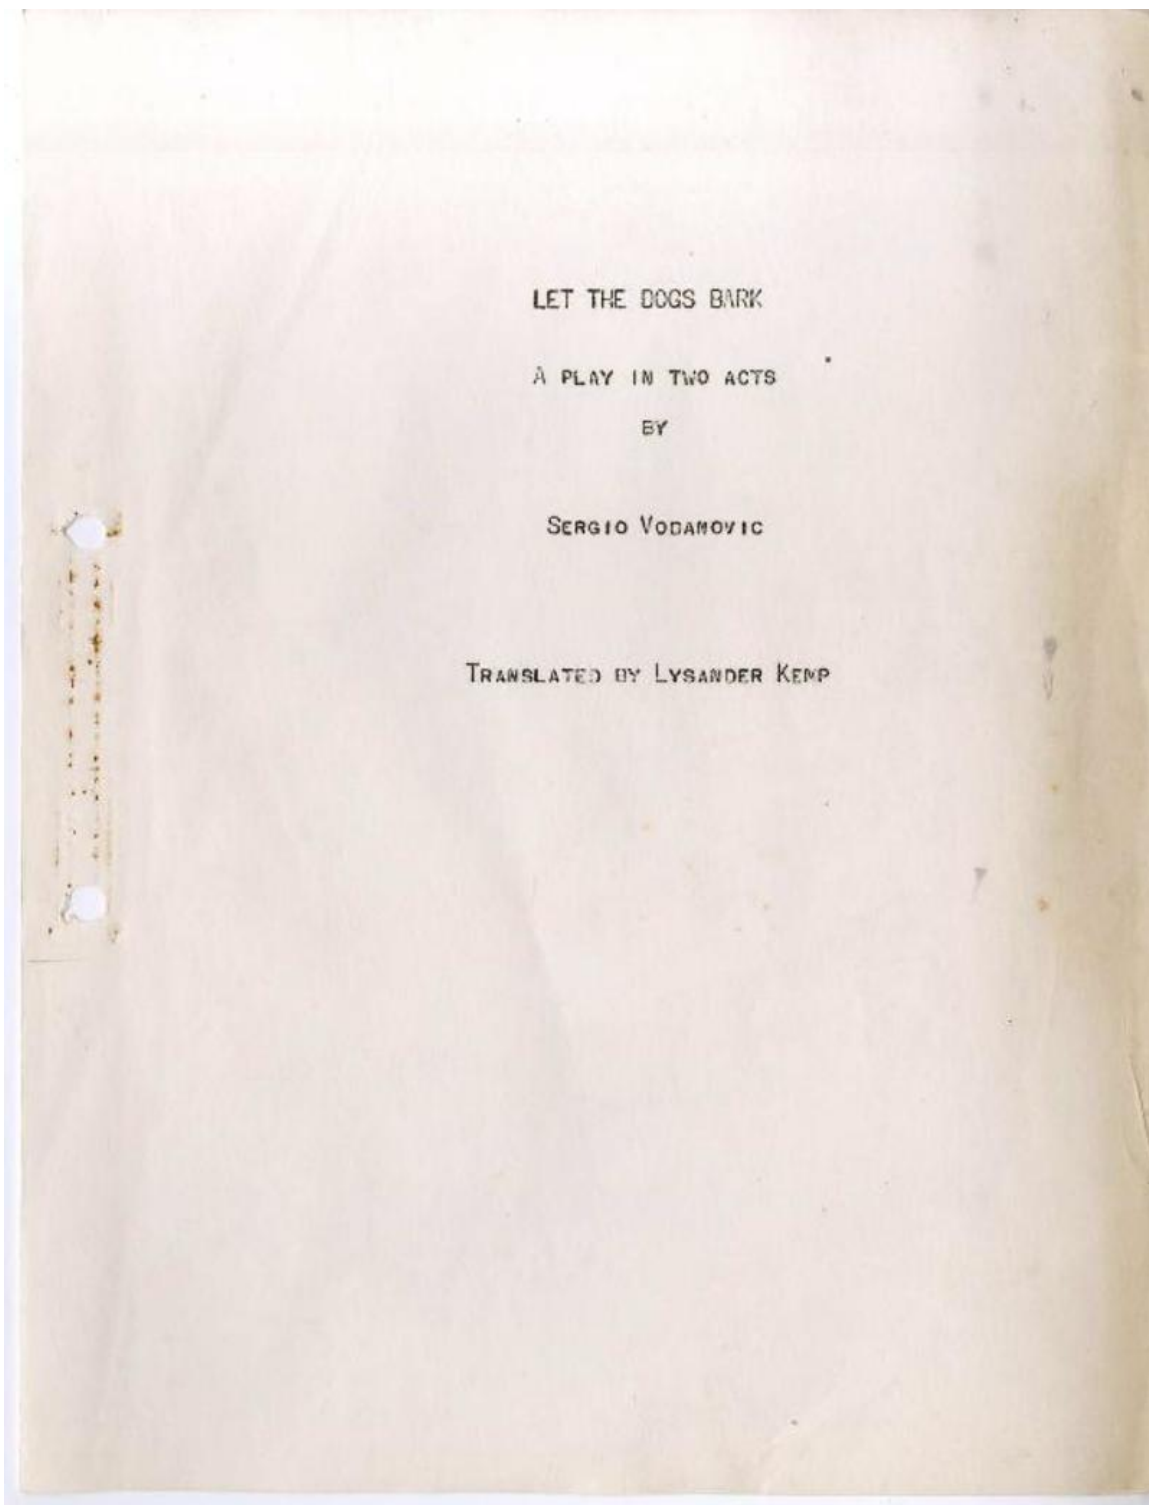 LET THE DOGS BARK
A PLAY IN TWO ACTS
BY
SERGIO VODANOVIC
TRANSLATED BY LYSANDER KEMP